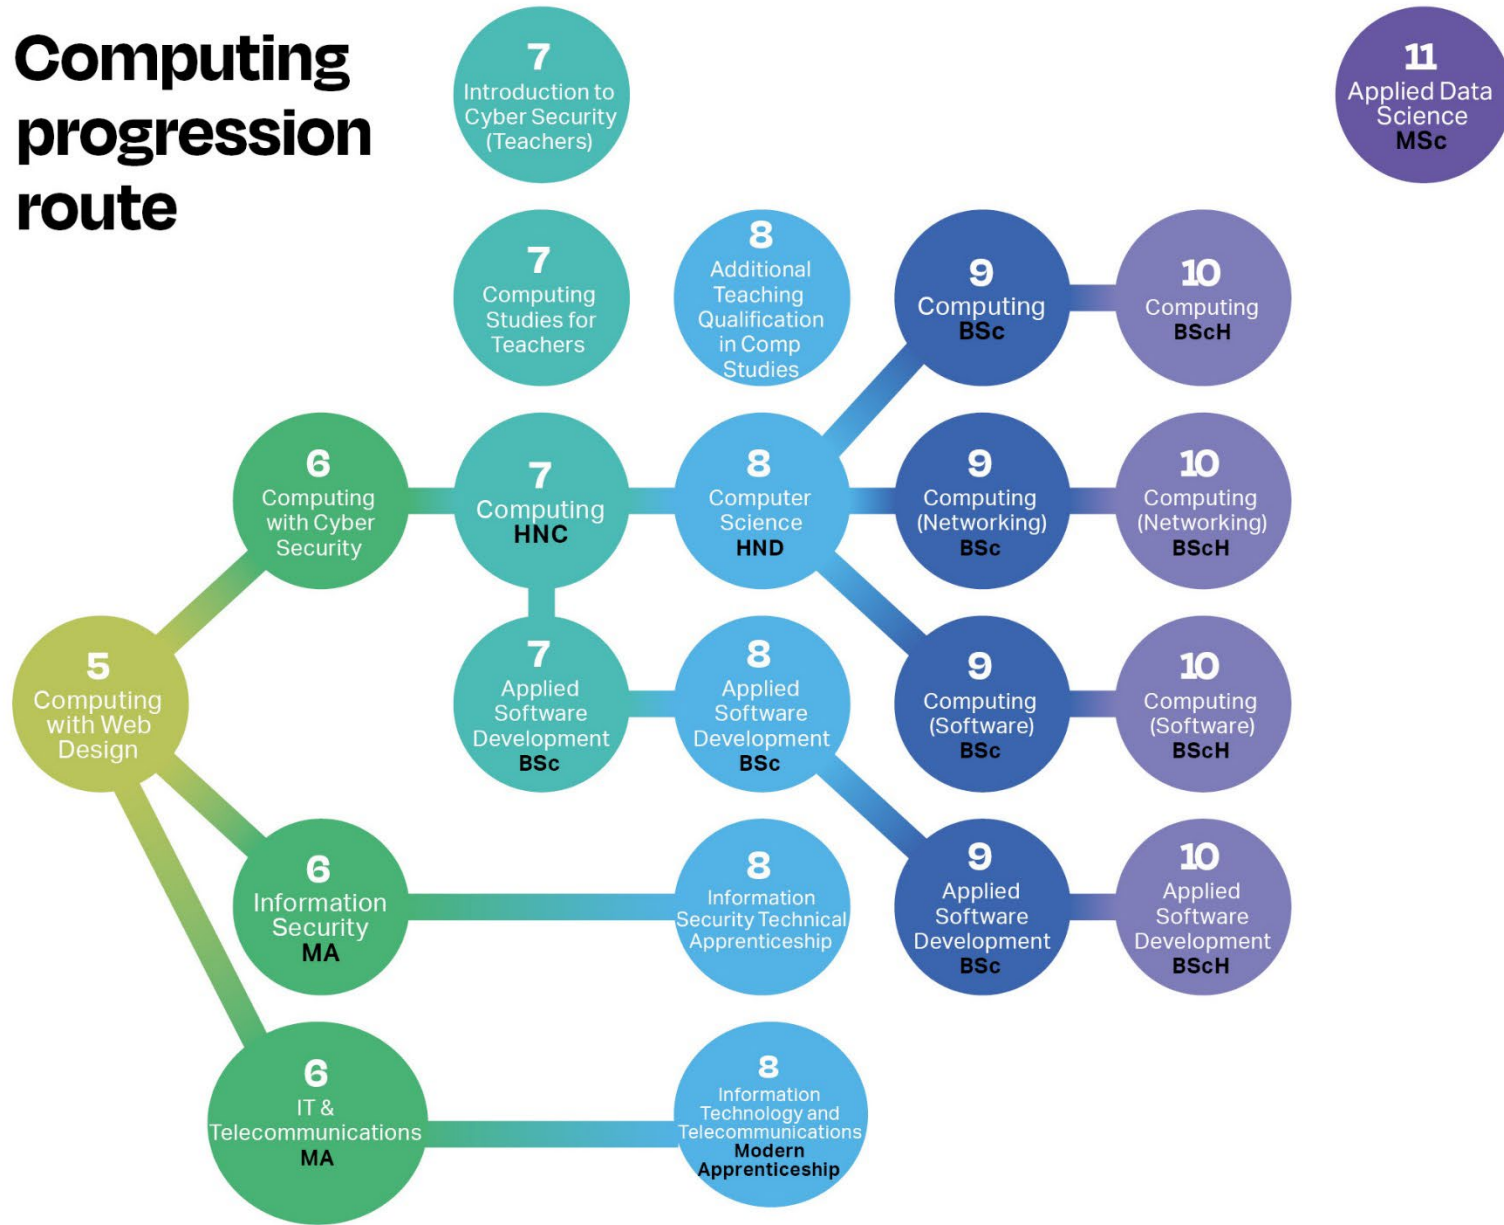 Computing
progression
route
7
Introduction to
Cyber Security
(Teachers)
11
Applied Data
Science
MSc
7
Computing
Studies for
Teachers
8
Additional
Teaching
Qualification
in Comp
Studies
9
Computing
BSc
10
Computing
BScH
6
Computing
with Cyber
Security
7
Computing
HNC
8
Computer
Science
HND
9
Computing
(Networking)
BSc
10
Computing
(Networking)
BScH
5
Computing
with Web
Design
7
Applied
Software
Development
BSc
8
Applied
Software
Development
BSc
9
Computing
(Software)
BSc
10
Computing
(Software)
BScH
6
Information
Security
MA
8
Information
Security Technical
Apprenticeship
9
Applied
Software
Development
BSc
10
Applied
Software
Development
BScH
6
IT &
Telecommunications
MA
8
Information
Technology and
Telecommunications
Modern
Apprenticeship